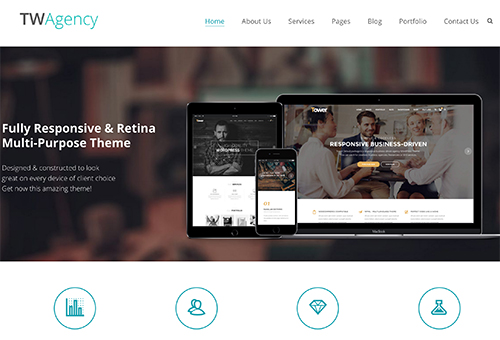 TWAgency
Home About Us Services Pages Blog Portfolio Contact Us
Fully Responsive & Retina
Multi-Purpose Theme
Designed & constructed to look
great on every device of client choice
Get now this amazing theme!
Tower
RESPONSIVE BUSINESS-DRIVEN
MacBook